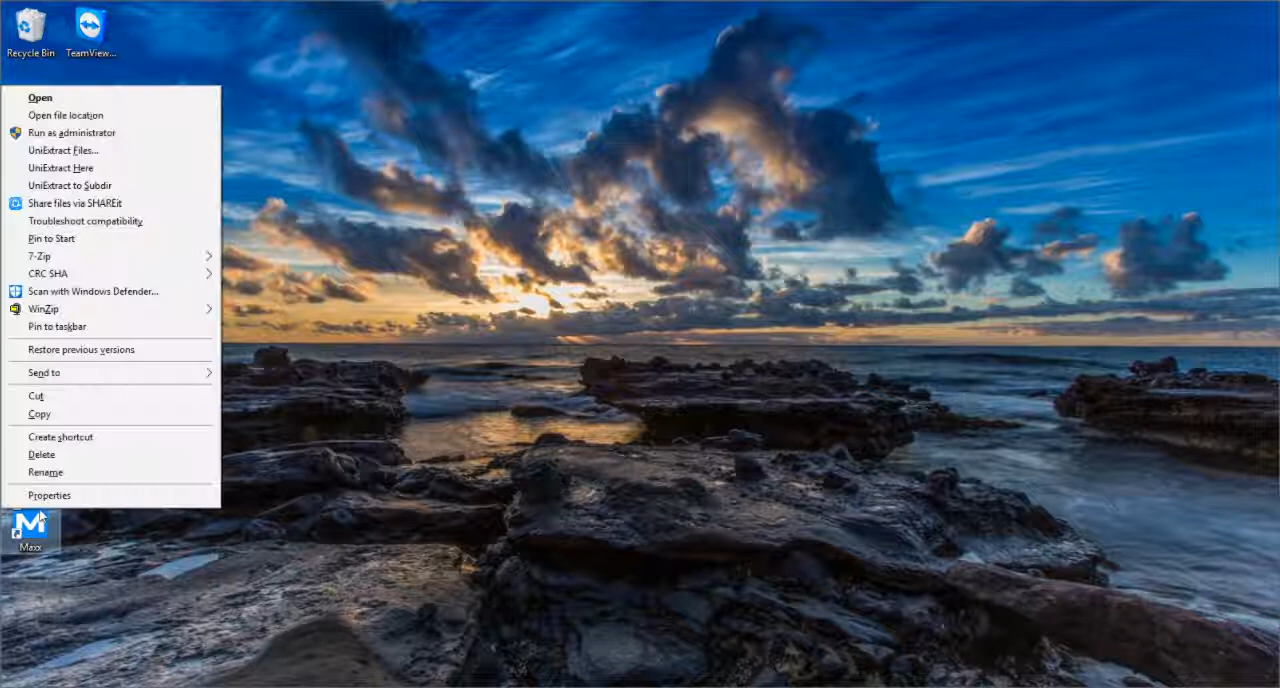 Recycle Bin
TeamView...
Open
Open file location
Run as administrator
UniExtract Files...
UniExtract Here
UniExtract to Subdir
Share files via SHAREit
Troubleshoot compatibility
Pin to Start
7-Zip
CRC SHA
Scan with Windows Defender...
WinZip
Pin to taskbar
Restore previous versions
Send to
Cut
Copy
Create shortcut
Delete
Rename
Properties
M
Maxx